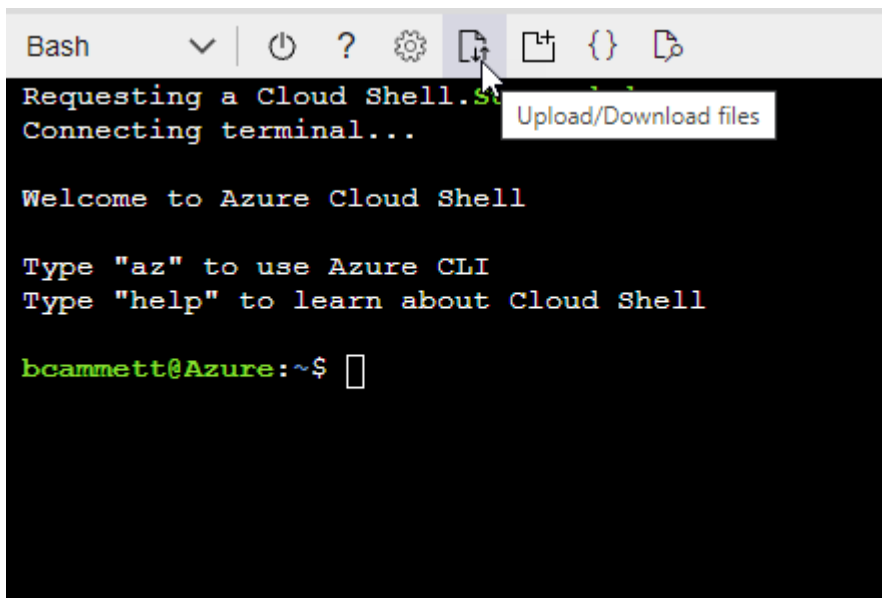 Bash
?
{}
Requesting a Cloud Shell.
Upload/Download files
Connecting terminal...
Welcome to Azure Cloud Shell
Type "az" to use Azure CLI
Type "help" to learn about Cloud Shell
bcammett@Azure:~$